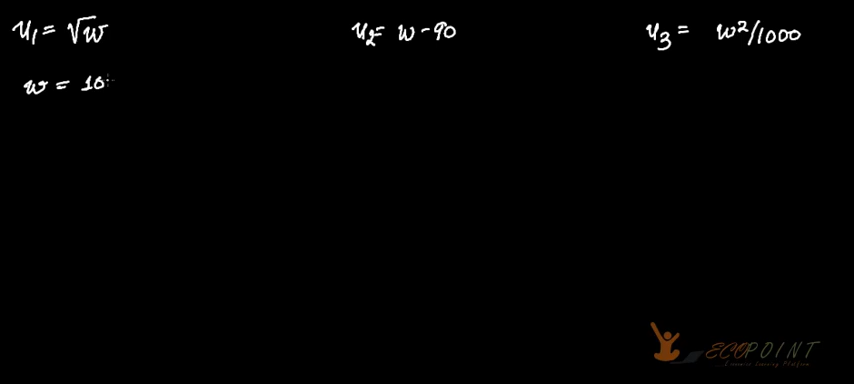 u₁ = √w
u₂ = w - 90
u₃ = w²/1000
w = 10
ECOPOINT